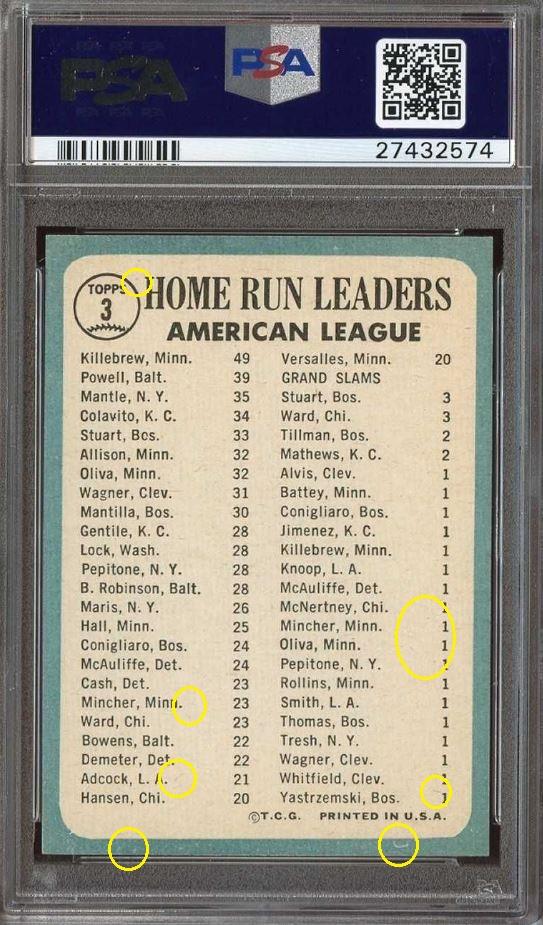 PSA
PSA
27432574
TOPPS
3
HOME RUN LEADERS
AMERICAN LEAGUE
Killebrew, Minn. 49
Powell, Balt. 39
Mantle, N. Y. 35
Colavito, K. C. 34
Stuart, Bos. 33
Allison, Minn. 32
Oliva, Minn. 32
Wagner, Clev. 31
Mantilla, Bos. 30
Gentile, K. C. 28
Lock, Wash. 28
Pepitone, N. Y. 28
B. Robinson, Balt. 28
Maris, N. Y. 26
Hall, Minn. 25
Conigliaro, Bos. 24
McAuliffe, Det. 24
Cash, Det. 23
Mincher, Minn. 23
Ward, Chi. 23
Bowens, Balt. 22
Demeter, Det. 22
Adcock, L. A. 21
Hansen, Chi. 20
Versalles, Minn. 20
GRAND SLAMS
Stuart, Bos. 3
Ward, Chi. 3
Tillman, Bos. 2
Mathews, K. C. 2
Alvis, Clev. 1
Battey, Minn. 1
Conigliaro, Bos. 1
Jimenez, K. C. 1
Killebrew, Minn. 1
Knoop, L. A. 1
McAuliffe, Det. 1
McNertney, Chi. 1
Mincher, Minn. 1
Oliva, Minn. 1
Pepitone, N. Y. 1
Rollins, Minn. 1
Smith, L. A. 1
Thomas, Bos. 1
Tresh, N. Y. 1
Wagner, Clev. 1
Whitfield, Clev. 1
Yastrzemski, Bos. 1
©T.C.G. PRINTED IN U.S.A.